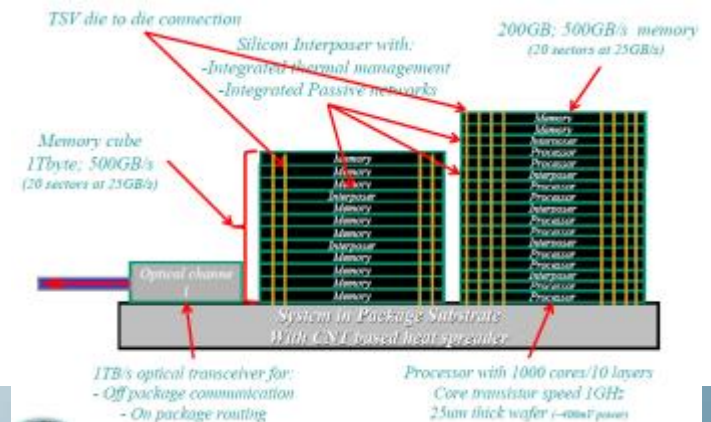 TSV die to die connection
Silicon Interposer with:
-Integrated thermal management
-Integrated Passive networks
200GB; 500GB/s memory
(20 sectors at 25GB/s)
Memory cube
1Tbyte; 500GB/s
(20 sectors at 25GB/s)
Memory
Memory
Memory
Interposer
Memory
Memory
Memory
Interposer
Memory
Memory
Memory
Memory
Memory
Memory
Interposer
Processor
Processor
Interposer
Processor
Processor
Interposer
Processor
Processor
Interposer
Processor
Processor
Interposer
Processor
Optical channe
l
System in Package Substrate
With CNT based heat spreader
1TB/s optical transceiver for:
- Off package communication
- On package routing
Processor with 1000 cores/10 layers
Core transistor speed 1GHz
25um thick wafer (~400mV power)